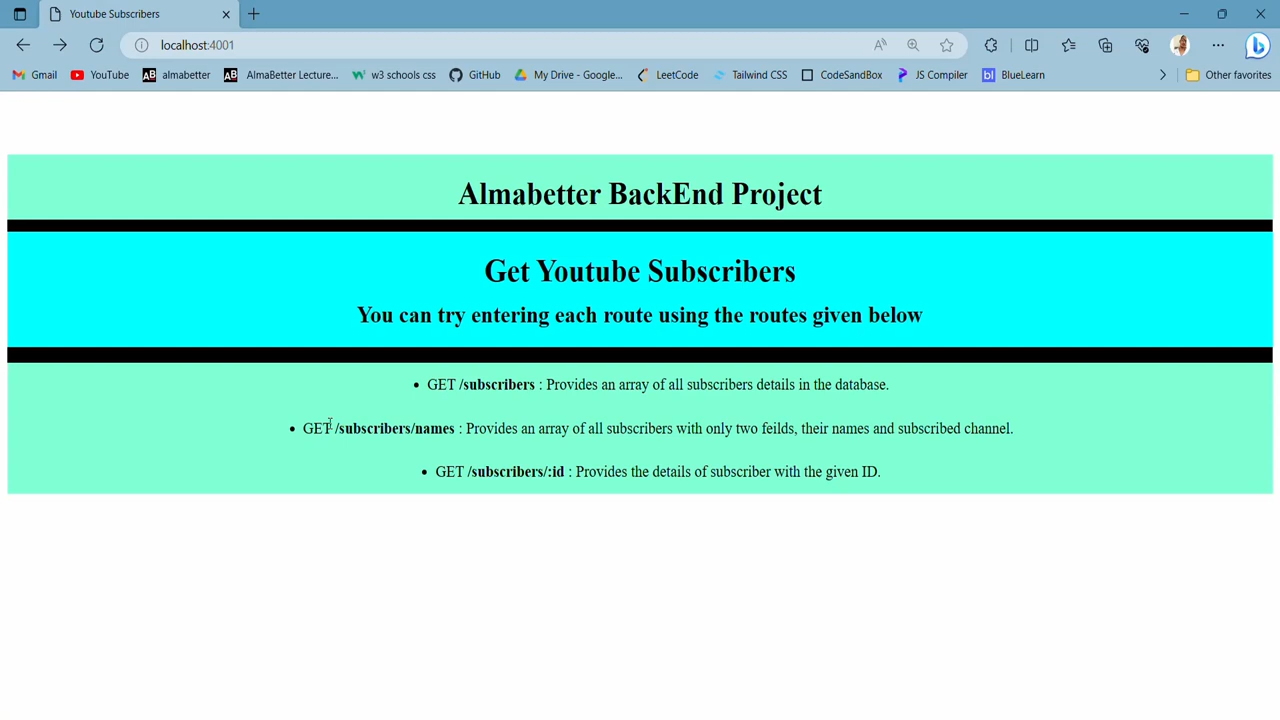 Youtube Subscribers
localhost:4001
Gmail YouTube AB almabetter AB AlmaBetter Lecture... w3 schools css GitHub My Drive - Google... LeetCode Tailwind CSS CodeSandBox JS Compiler bl BlueLearn Other favorites
Almabetter BackEnd Project
Get Youtube Subscribers
You can try entering each route using the routes given below
• GET /subscribers : Provides an array of all subscribers details in the database.
• GET /subscribers/names : Provides an array of all subscribers with only two feilds, their names and subscribed channel.
• GET /subscribers/:id : Provides the details of subscriber with the given ID.